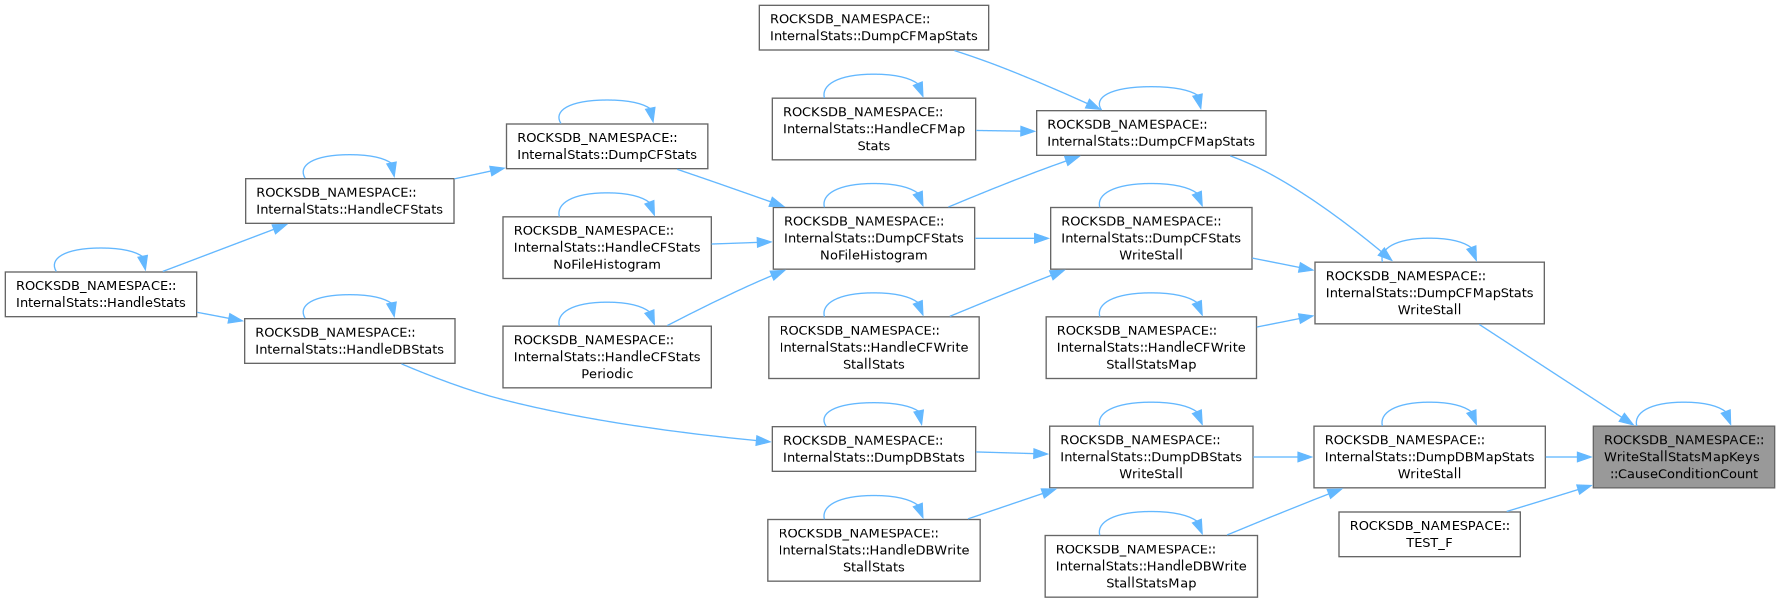 ROCKSDB_NAMESPACE::
InternalStats::HandleStats
ROCKSDB_NAMESPACE::
InternalStats::HandleCFStats
ROCKSDB_NAMESPACE::
InternalStats::HandleDBStats
ROCKSDB_NAMESPACE::
InternalStats::DumpCFStats
ROCKSDB_NAMESPACE::
InternalStats::HandleCFStats
NoFileHistogram
ROCKSDB_NAMESPACE::
InternalStats::HandleCFStats
Periodic
ROCKSDB_NAMESPACE::
InternalStats::DumpCFMapStats
ROCKSDB_NAMESPACE::
InternalStats::HandleCFMap
Stats
ROCKSDB_NAMESPACE::
InternalStats::DumpCFStats
NoFileHistogram
ROCKSDB_NAMESPACE::
InternalStats::HandleCFWrite
StallStats
ROCKSDB_NAMESPACE::
InternalStats::DumpDBStats
ROCKSDB_NAMESPACE::
InternalStats::HandleDBWrite
StallStats
ROCKSDB_NAMESPACE::
InternalStats::DumpCFMapStats
ROCKSDB_NAMESPACE::
InternalStats::DumpCFStats
WriteStall
ROCKSDB_NAMESPACE::
InternalStats::HandleCFWrite
StallStatsMap
ROCKSDB_NAMESPACE::
InternalStats::DumpDBStats
WriteStall
ROCKSDB_NAMESPACE::
InternalStats::HandleDBWrite
StallStatsMap
ROCKSDB_NAMESPACE::
InternalStats::DumpCFMapStats
WriteStall
ROCKSDB_NAMESPACE::
InternalStats::DumpDBMapStats
WriteStall
ROCKSDB_NAMESPACE::
TEST_F
ROCKSDB_NAMESPACE::
WriteStallStatsMapKeys
::CauseConditionCount